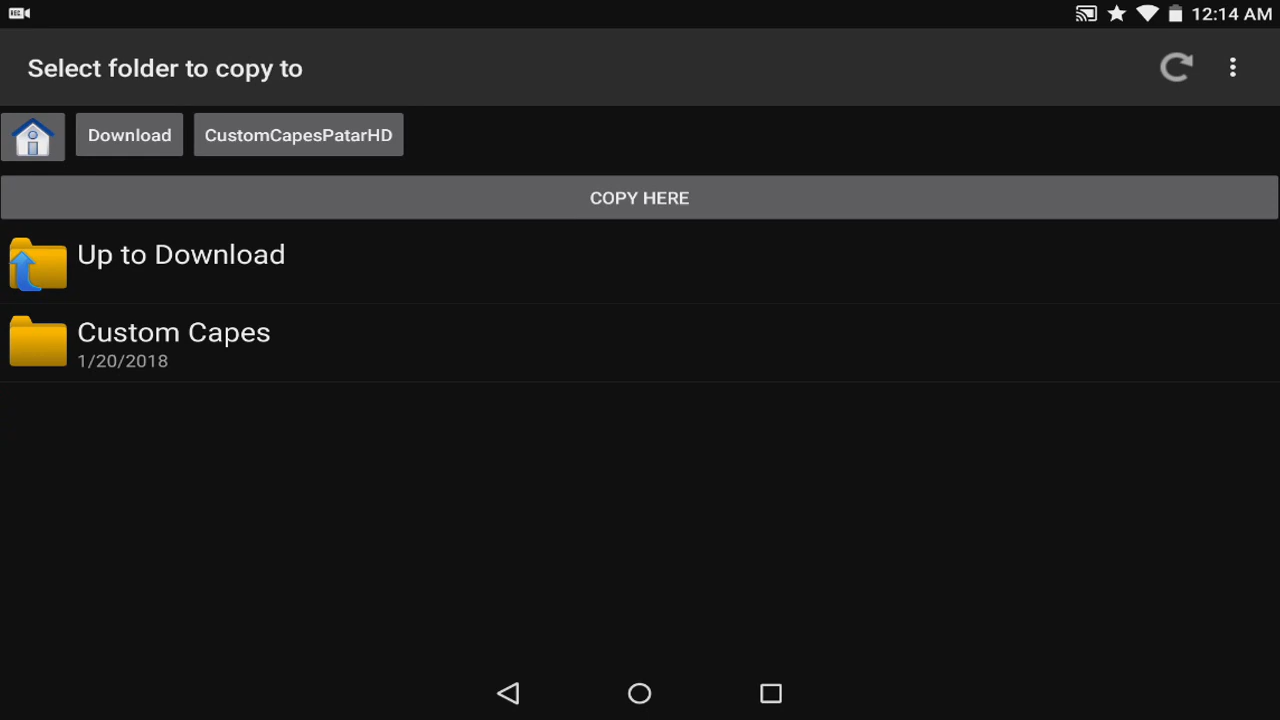 12:14 AM
Select folder to copy to
Download
CustomCapesPatarHD
COPY HERE
Up to Download
Custom Capes
1/20/2018